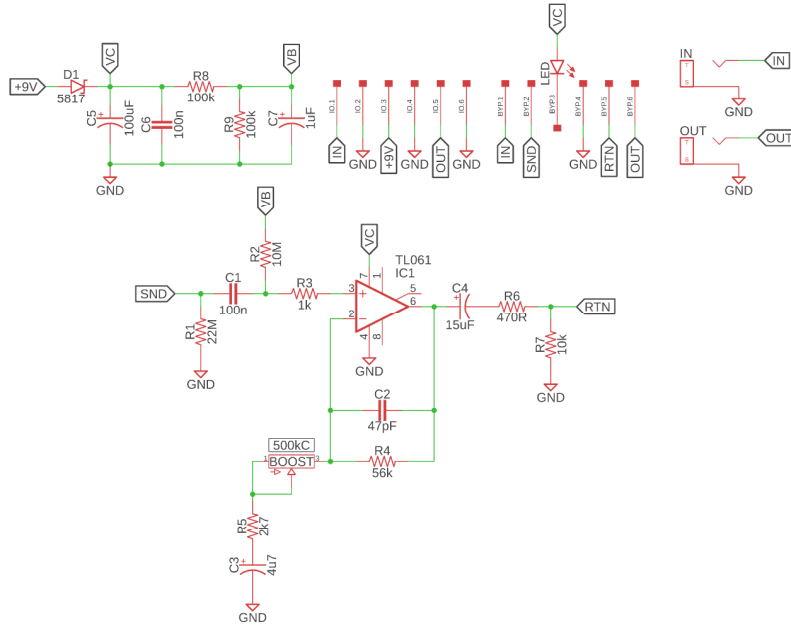 VC
+9V
D1
5817
C5
100uF
C6
100n
R8
100k
R9
100k
VB
C7
1uF
GND
IO.1
IO.2
IO.3
IO.4
IO.5
IO.6
IN
GND
+9V
GND
OUT
GND
VC
LED
BYP.1
BYP.2
BYP.3
BYP.4
BYP.5
BYP.6
IN
SND
GND
RTN
OUT
IN
T
S
IN
GND
OUT
T
S
OUT
GND
VB
R2
10M
SND
C1
100n
R1
22M
GND
R3
1k
VC
TL061
IC1
7
1
3
+
2
-
5
6
4
8
GND
C4
+
15uF
R6
470R
RTN
R7
10k
GND
C2
47pF
R4
56k
500kC
1
BOOST
3
R5
2k7
C3
+
4u7
GND